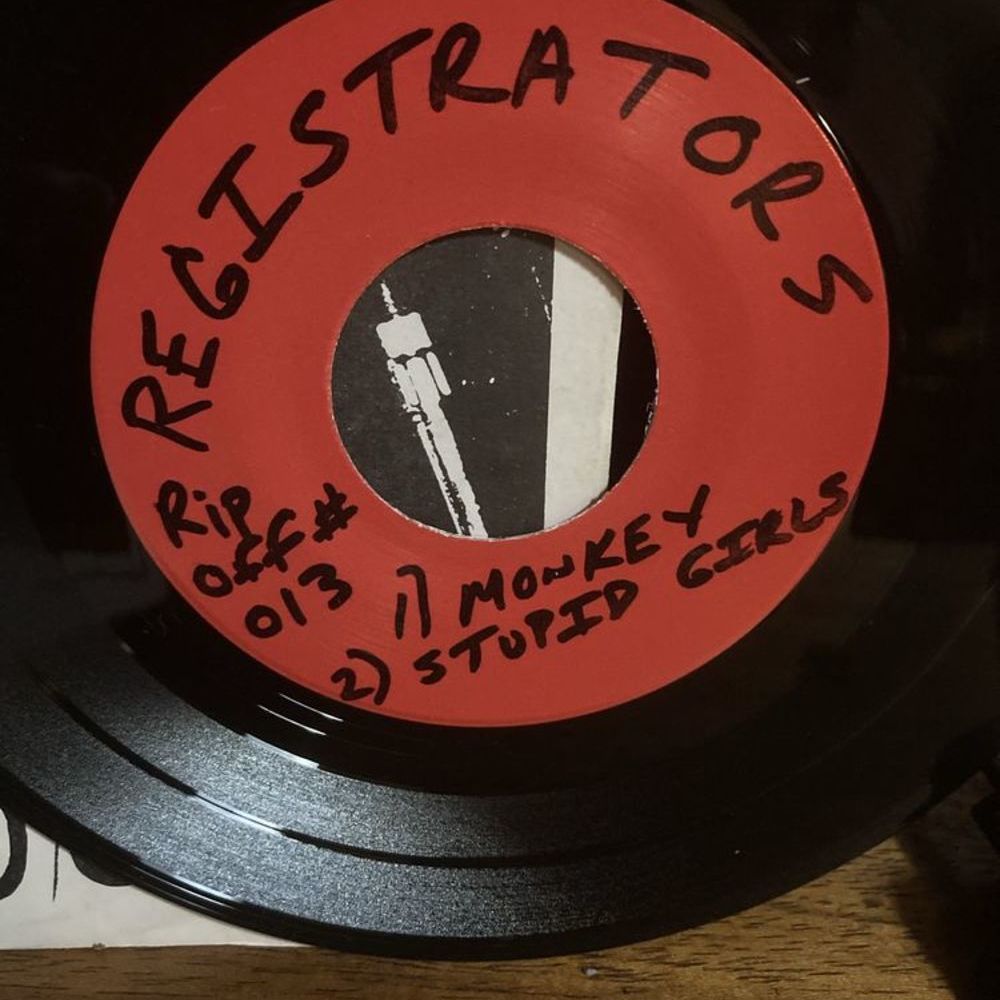 REGISTRATORS
Rip
off #
013
1) MONKEY
2) STUPID GIRLS